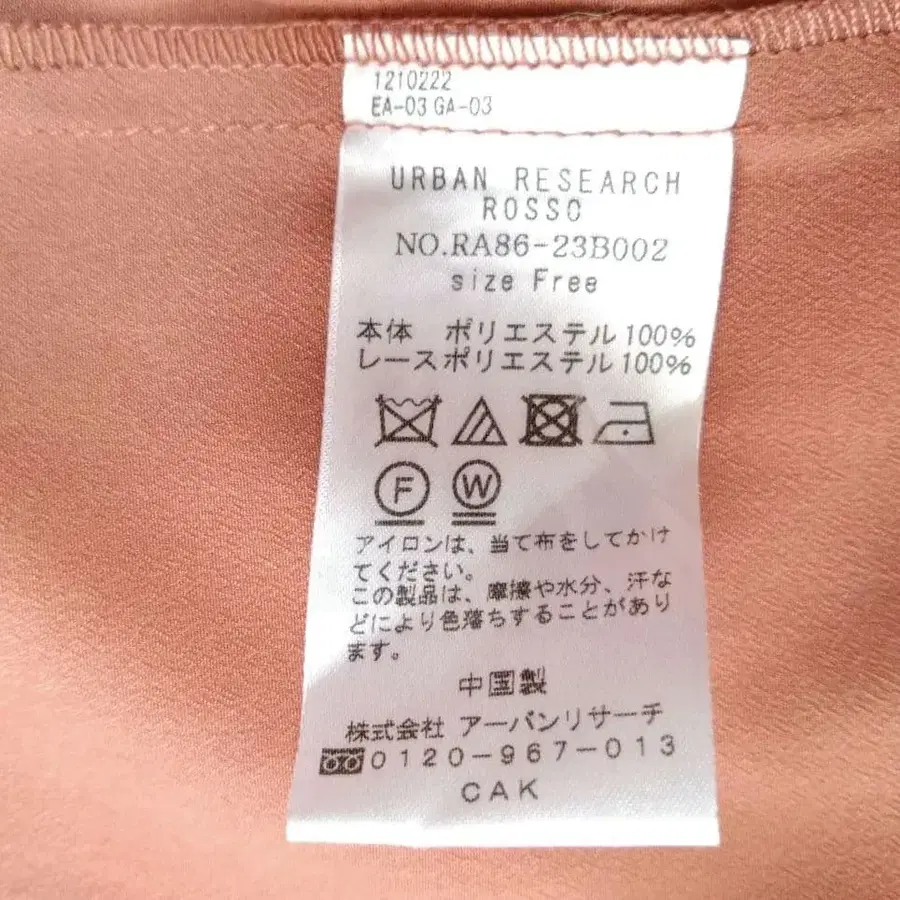 1210222
EA-03 GA-03
URBAN RESEARCH
ROSSO
NO.RA86-23B002
size Free
本体 ポリエステル100%
レースポリエステル100%
F W
アイロンは、当て布をしてかけ
てください。
この製品は、摩擦や水分、汗な
どにより色落ちすることがあり
ます。
中国製
株式会社 アーバンリサーチ
0120-967-013
CAK